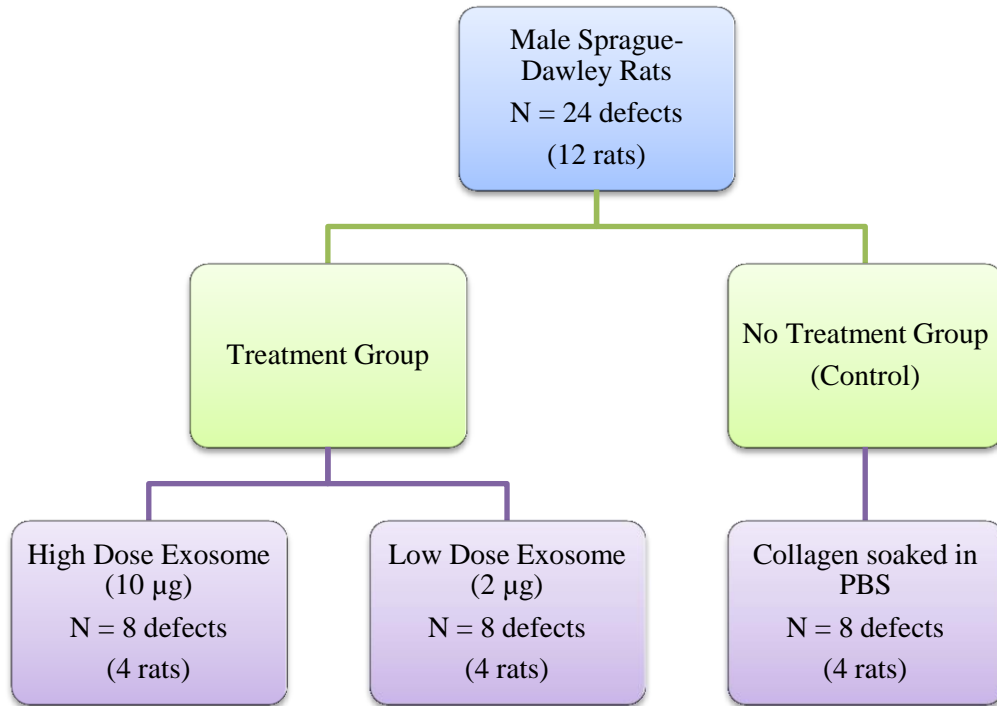 Male Sprague-
Dawley Rats
N = 24 defects
(12 rats)
Treatment Group
No Treatment Group
(Control)
High Dose Exosome
(10 µg)
N = 8 defects
(4 rats)
Low Dose Exosome
(2 µg)
N = 8 defects
(4 rats)
Collagen soaked in
PBS
N = 8 defects
(4 rats)